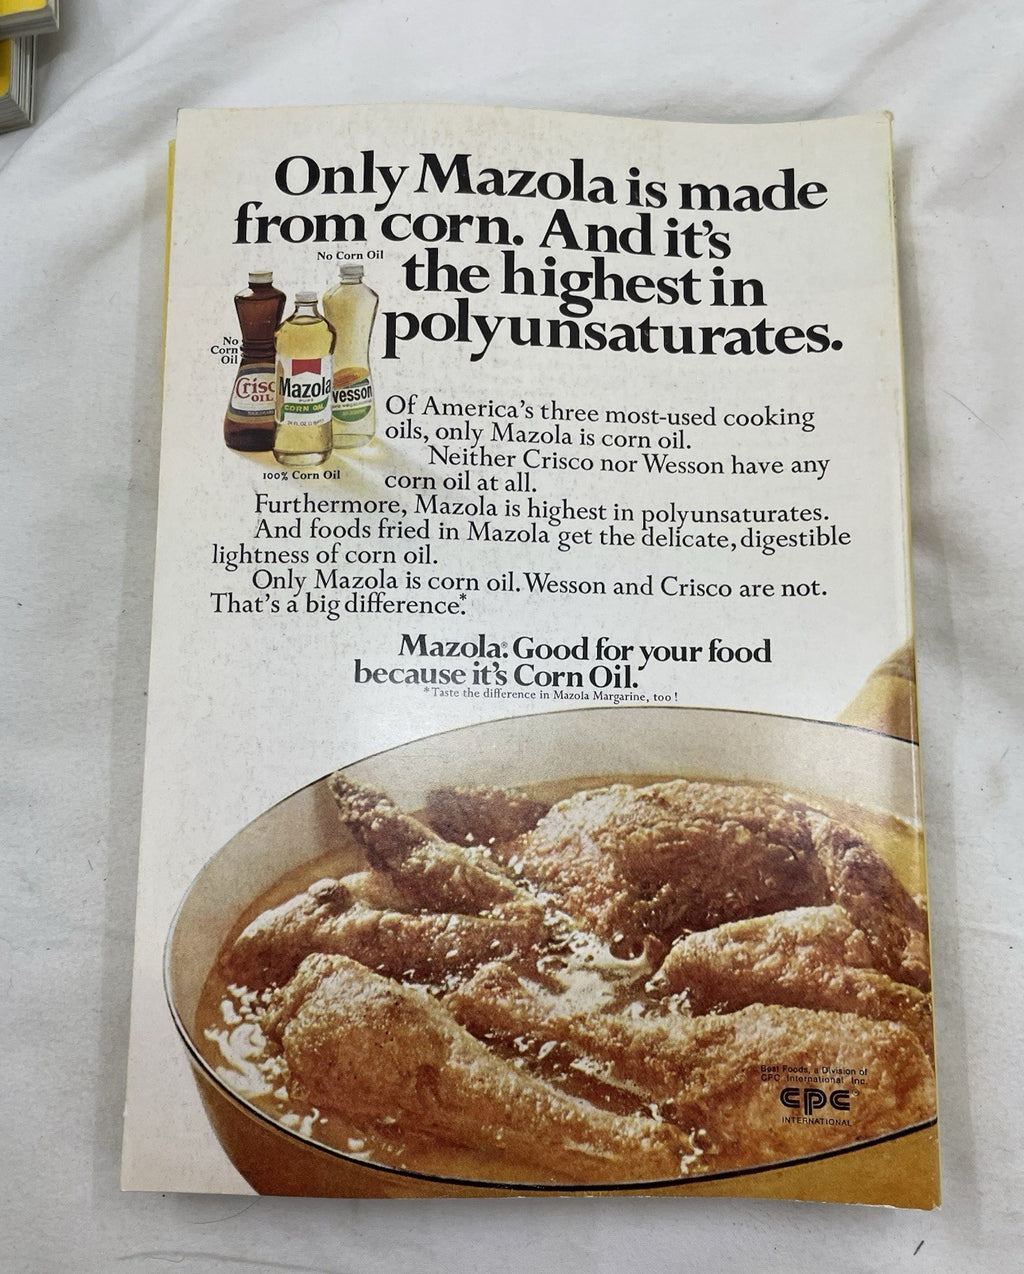 Only Mazola is made
from corn. And it's
the highest in
polyunsaturates.
No Corn Oil
No
Corn
Oil
Crisc
OIL
Mazola
PURE
CORN OIL
Wesson
100% Corn Oil
Of America's three most-used cooking
oils, only Mazola is corn oil.
Neither Crisco nor Wesson have any
corn oil at all.
Furthermore, Mazola is highest in polyunsaturates.
And foods fried in Mazola get the delicate, digestible
lightness of corn oil.
Only Mazola is corn oil. Wesson and Crisco are not.
That's a big difference.*
Mazola.® Good for your food
because it's Corn Oil.
*Taste the difference in Mazola Margarine, too!
Best Foods, a Division of
CPC International Inc.
CPC®
INTERNATIONAL